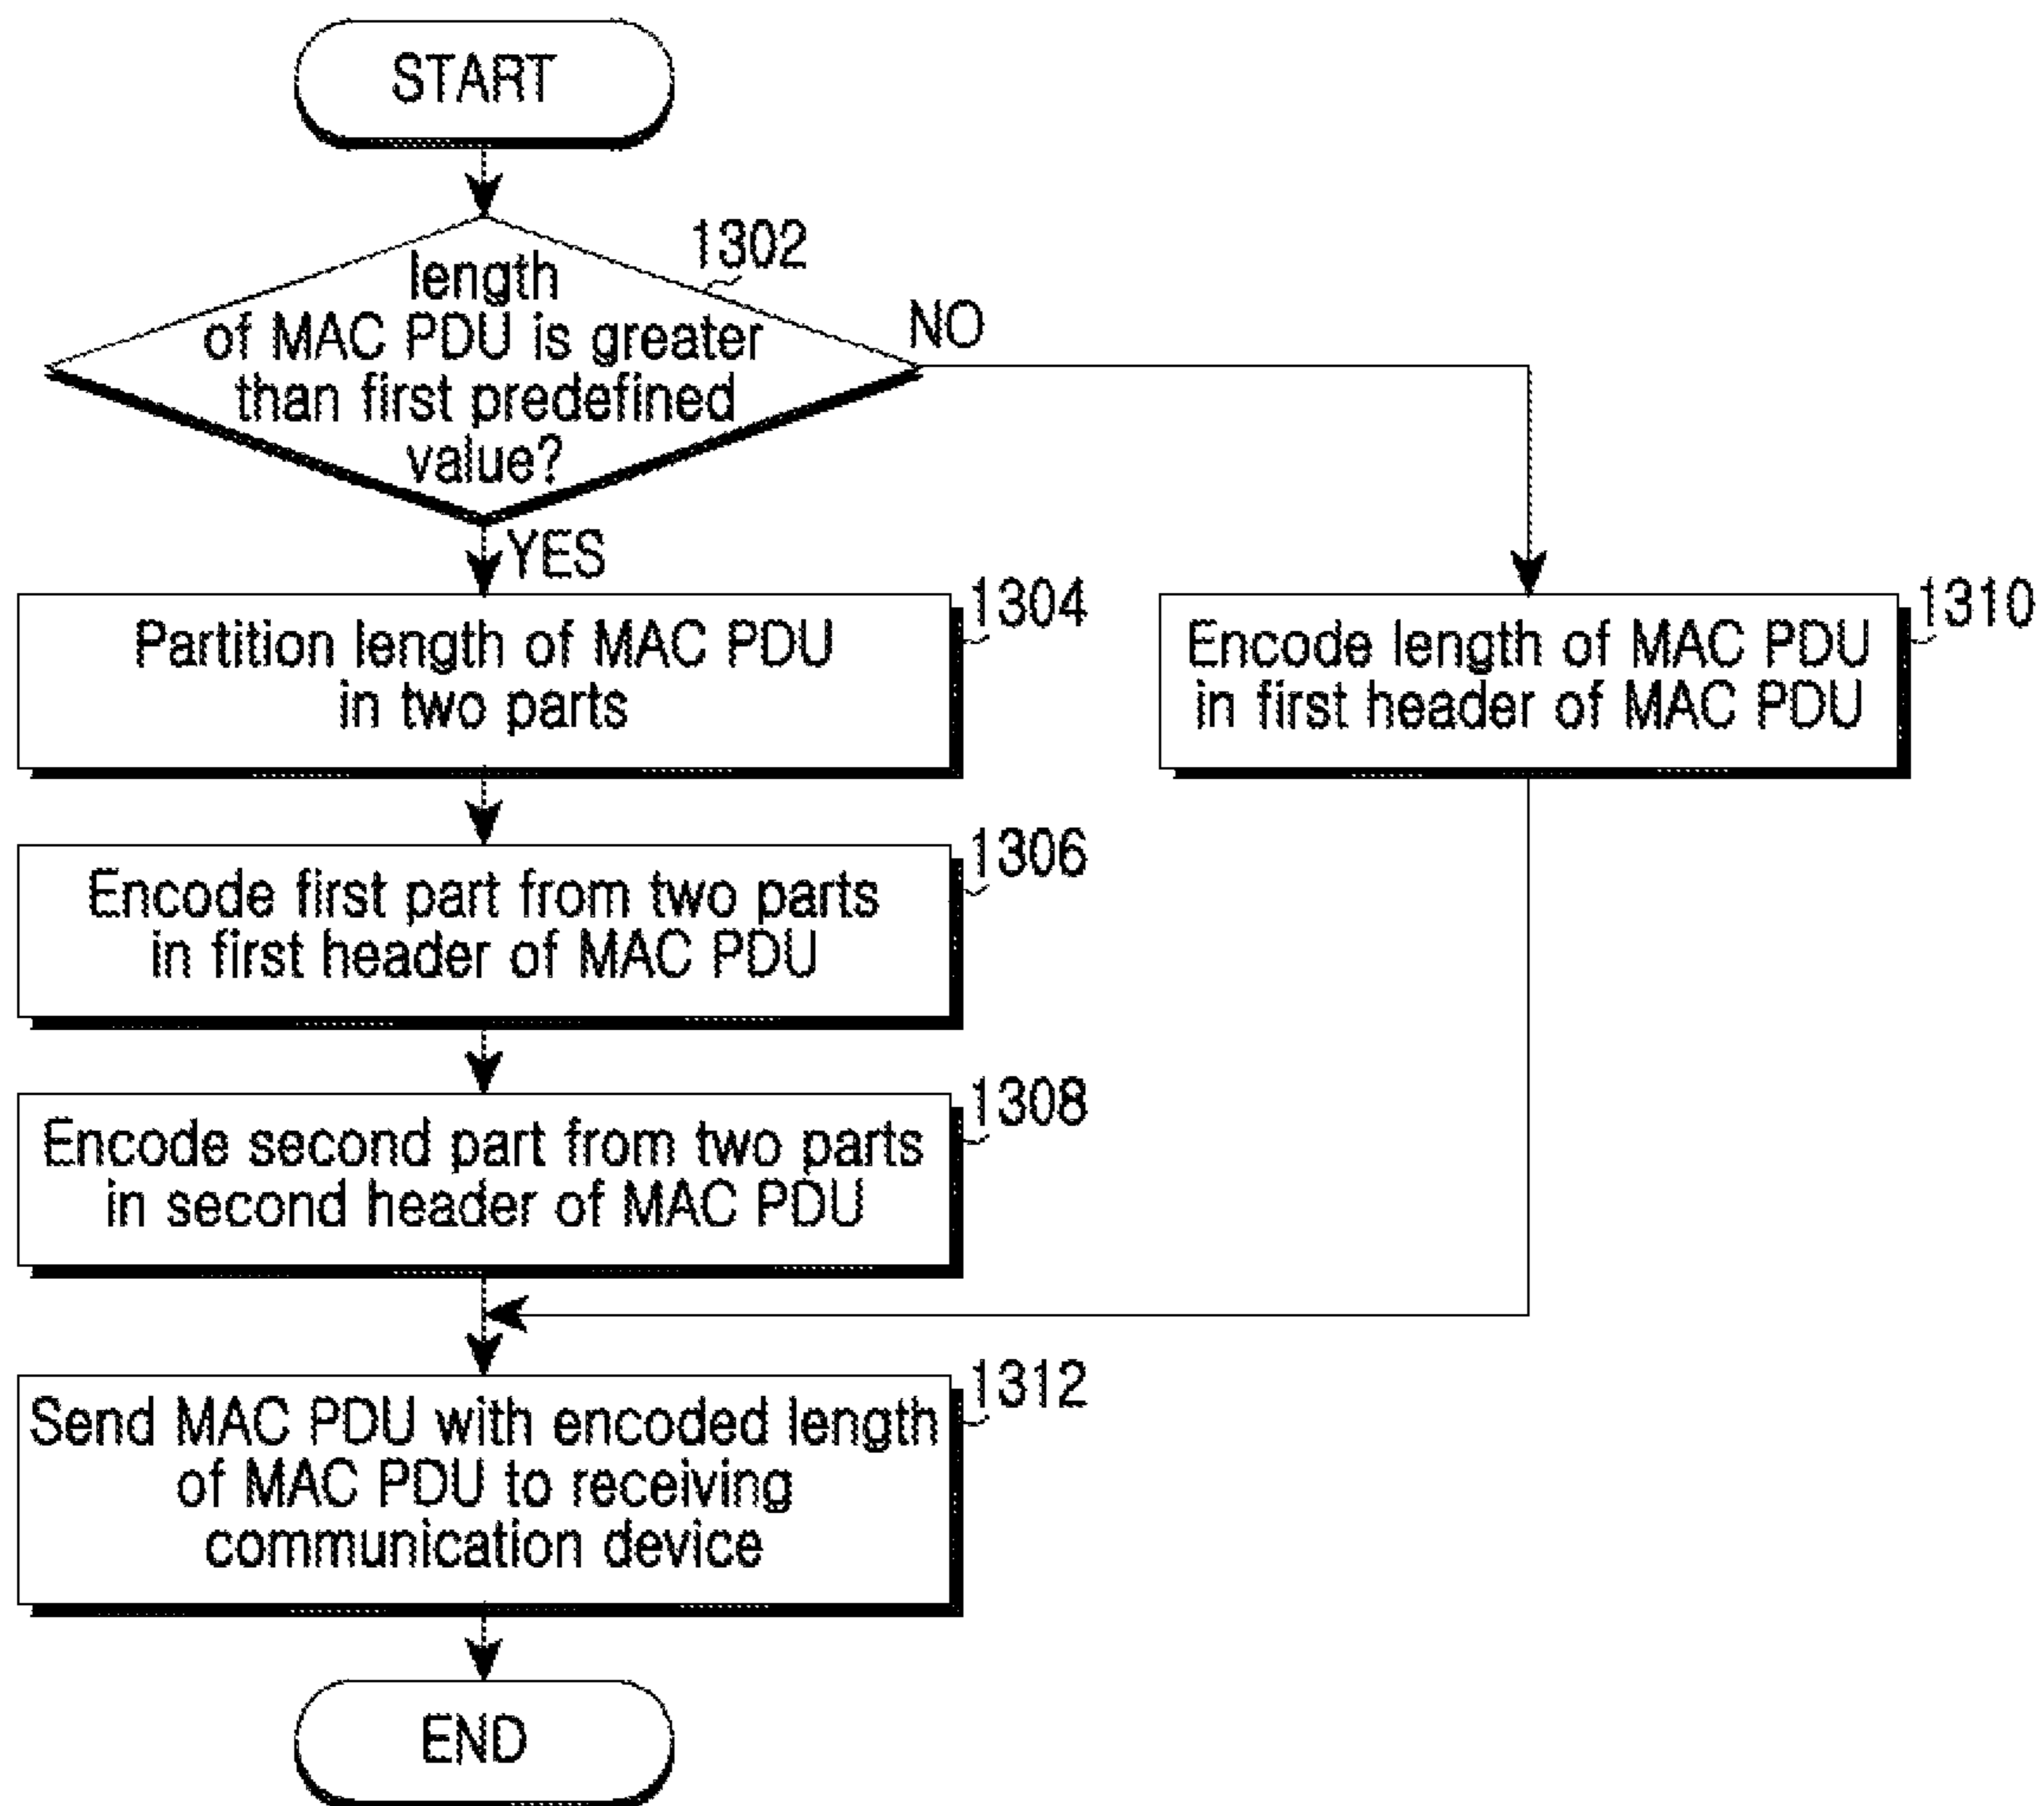 START
1302
length
of MAC PDU is greater
than first predefined
value?
NO
YES
1304
Partition length of MAC PDU
in two parts
1310
Encode length of MAC PDU
in first header of MAC PDU
1306
Encode first part from two parts
in first header of MAC PDU
1308
Encode second part from two parts
in second header of MAC PDU
1312
Send MAC PDU with encoded length
of MAC PDU to receiving
communication device
END